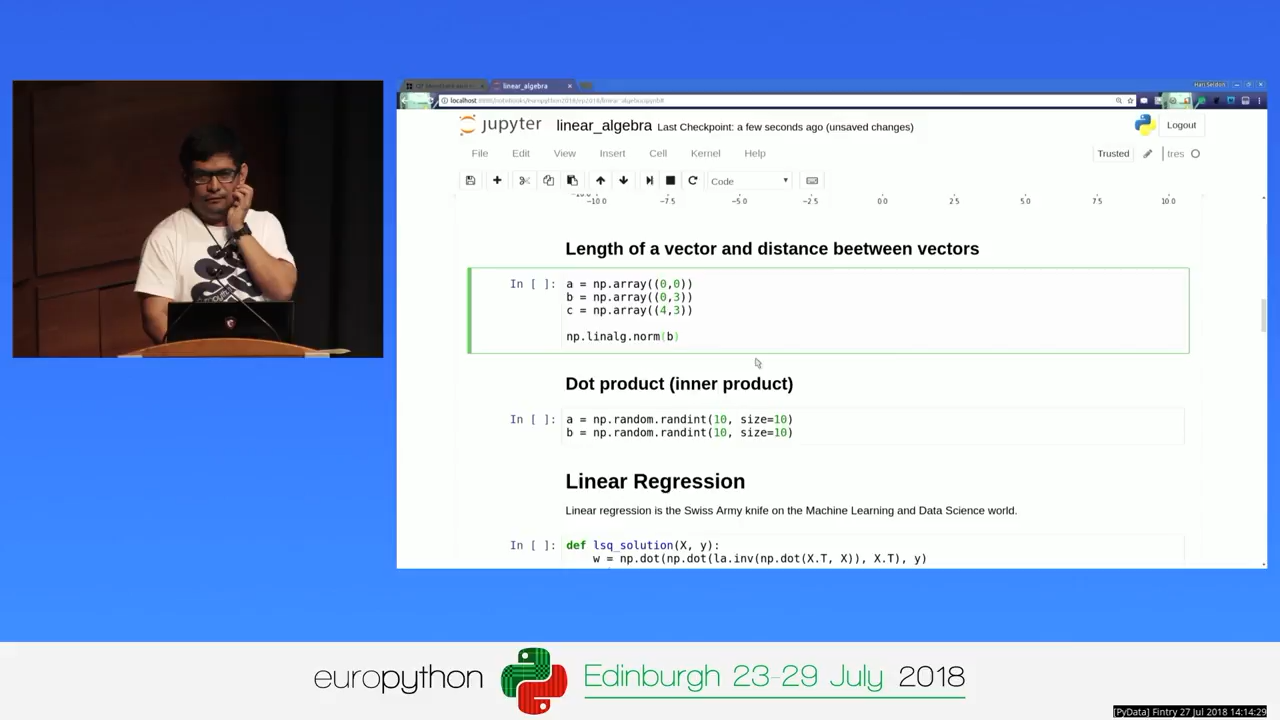 linear_algebra
Hari Seldon
jupyter linear_algebra Last Checkpoint: a few seconds ago (unsaved changes)
Logout
File Edit View Insert Cell Kernel Help
Trusted
tres
Code
-10.0 -7.5 -5.0 -2.5 0.0 2.5 5.0 7.5 10.0
Length of a vector and distance beetween vectors
In [ ]: a = np.array((0,0))
b = np.array((0,3))
c = np.array((4,3))
np.linalg.norm(b)
Dot product (inner product)
In [ ]: a = np.random.randint(10, size=10)
b = np.random.randint(10, size=10)
Linear Regression
Linear regression is the Swiss Army knife on the Machine Learning and Data Science world.
In [ ]: def lsq_solution(X, y):
w = np.dot(np.dot(la.inv(np.dot(X.T, X)), X.T), y)
europython Edinburgh 23-29 July 2018
[PyData] Fintry 27 Jul 2018 14:14:29